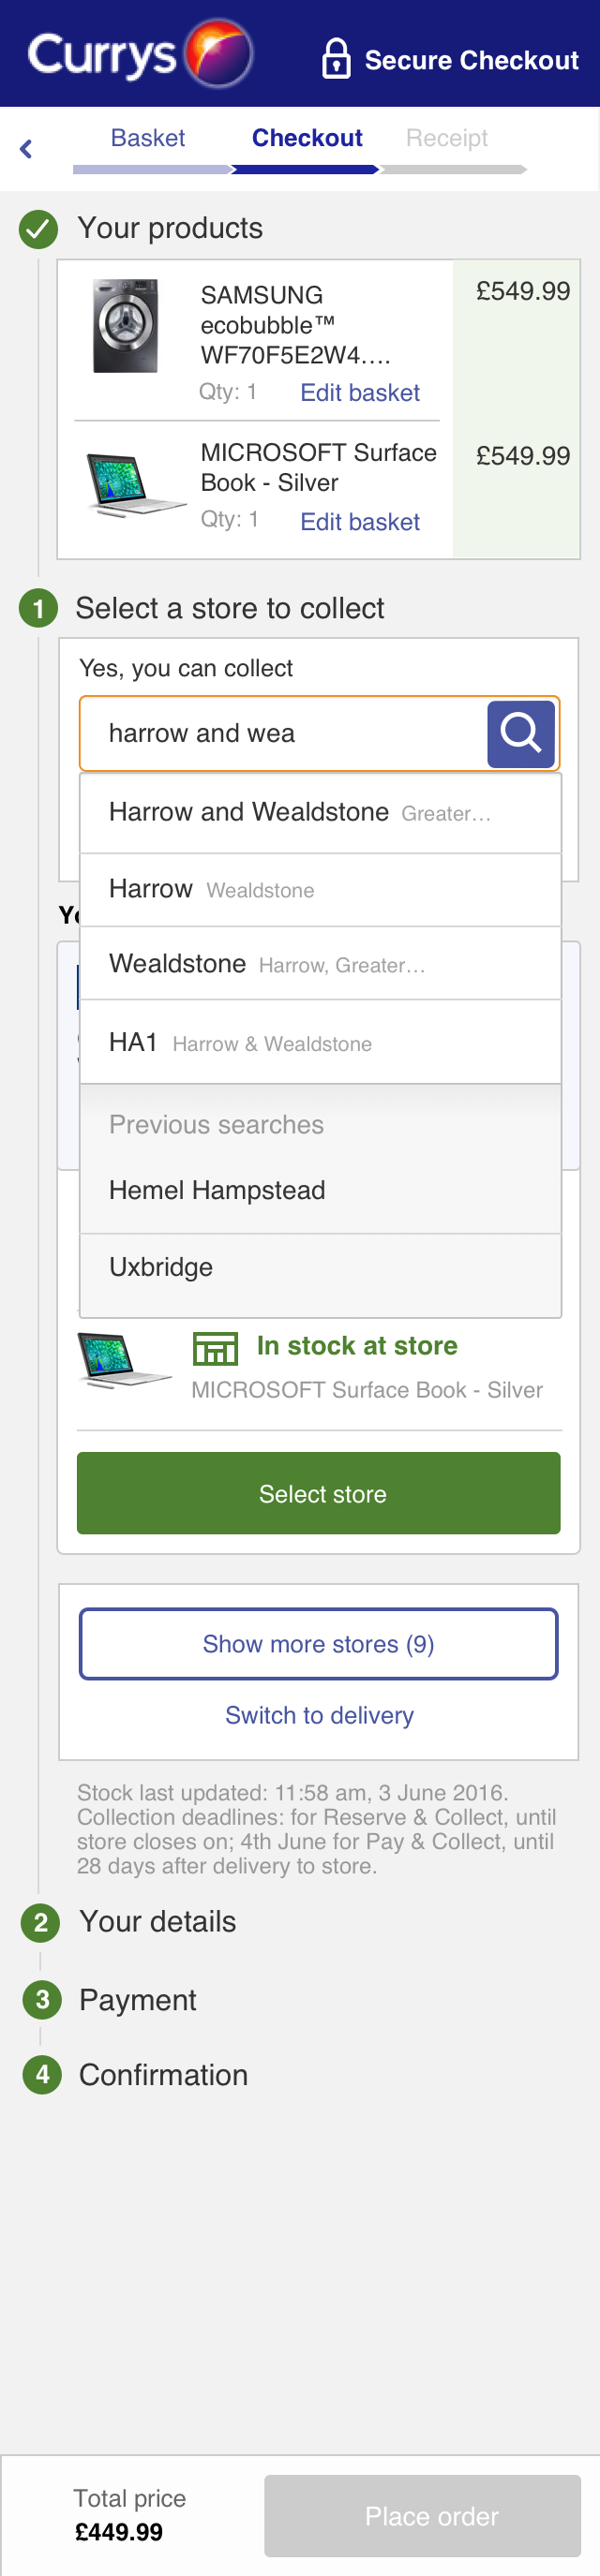 Currys
Secure Checkout
Basket
Checkout
Receipt
Your products
SAMSUNG
ecobubble™
WF70F5E2W4....
£549.99
Qty: 1
Edit basket
MICROSOFT Surface
Book - Silver
£549.99
Qty: 1
Edit basket
1 Select a store to collect
Yes, you can collect
harrow and wea
Harrow and Wealdstone Greater...
Harrow Wealdstone
Wealdstone Harrow, Greater...
HA1 Harrow & Wealdstone
Previous searches
Hemel Hampstead
Uxbridge
In stock at store
MICROSOFT Surface Book - Silver
Select store
Show more stores (9)
Switch to delivery
Stock last updated: 11:58 am, 3 June 2016.
Collection deadlines: for Reserve & Collect, until
store closes on; 4th June for Pay & Collect, until
28 days after delivery to store.
2 Your details
3 Payment
4 Confirmation
Total price
£449.99
Place order